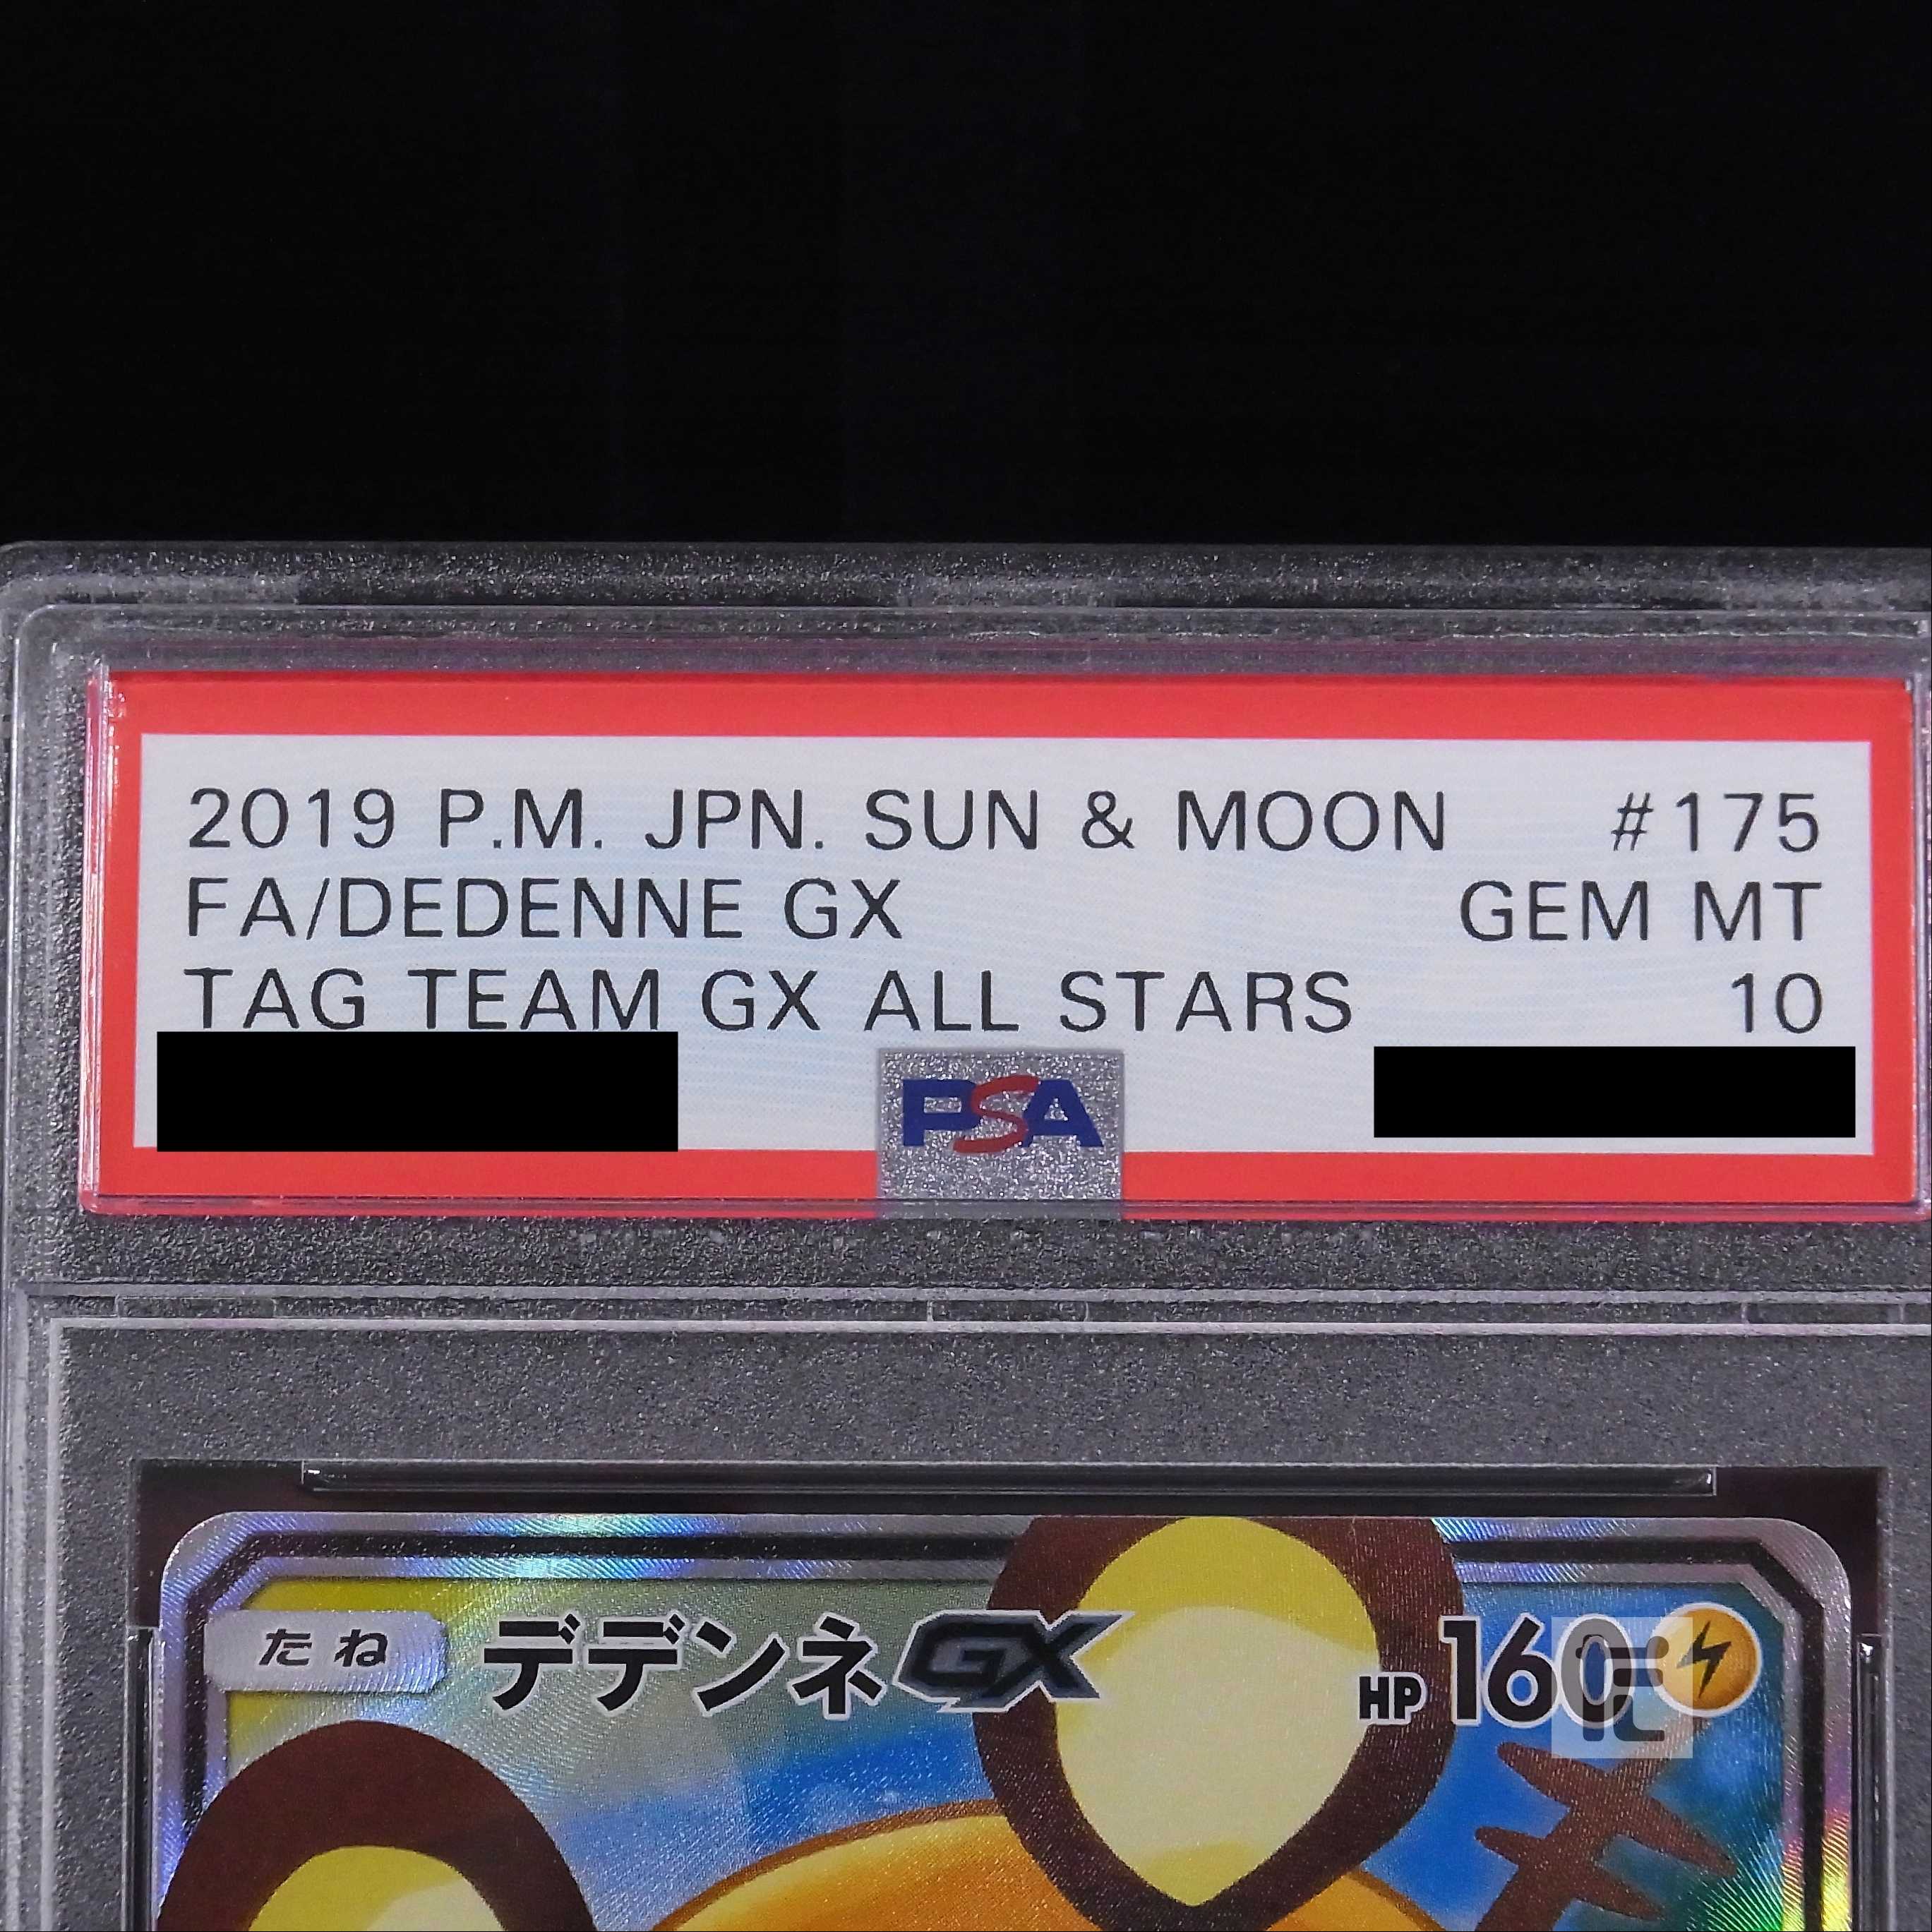 2019 P.M. JPN. SUN & MOON #175
FA/DEDENNE GX GEM MT
TAG TEAM GX ALL STARS 10
PSA
たね デデンネGX HP 160